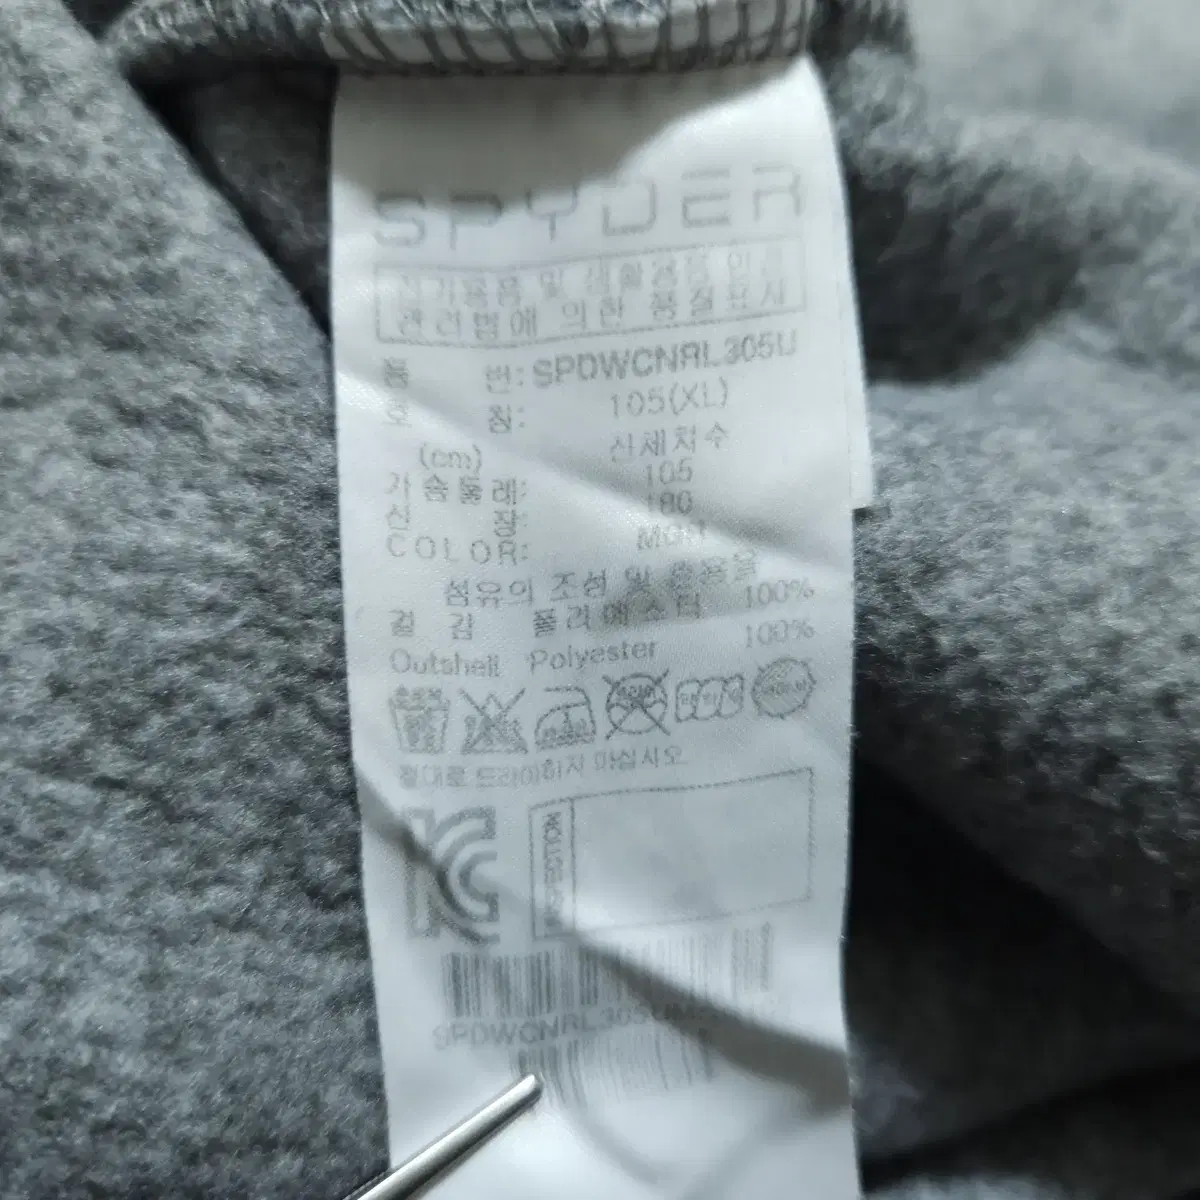 SPYDER
전기용품 및 생활용품 안전
관리법에 의한 품질표시
품 번: SPDWCNRL305U
호 칭: 105(XL)
(cm) 신체치수
가슴둘레: 105
신 장: 180
COLOR:
섬유의 조성 및 혼용율
겉 감 폴리에스터 100%
Outshell Polyester 100%
절대로 드라이하지 마십시오.
KC
INSPECTION
SPDWCNRL305U